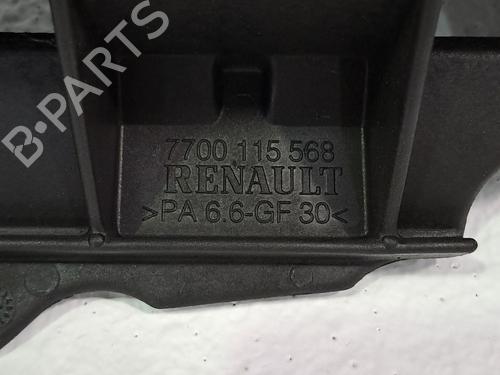 B-PARTS
7700 115 568
RENAULT
>PA 6.6-GF 30<